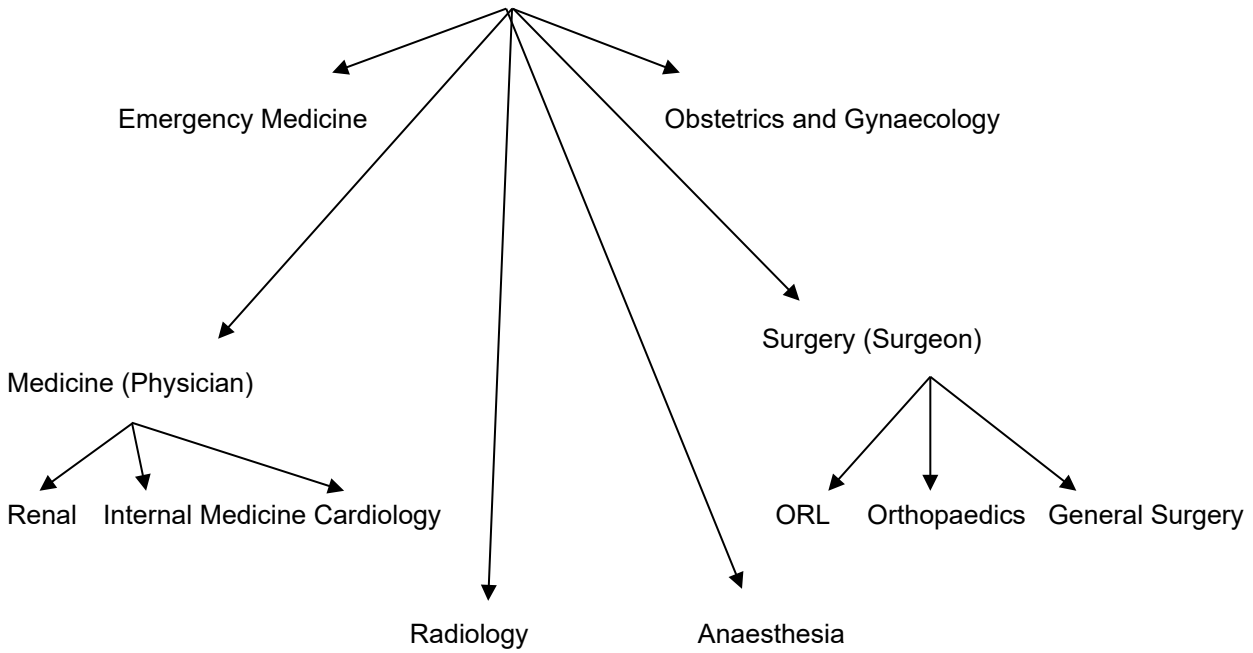 Emergency Medicine
Obstetrics and Gynaecology
Surgery (Surgeon)
Medicine (Physician)
Renal
Internal Medicine
Cardiology
ORL
Orthopaedics
General Surgery
Radiology
Anaesthesia